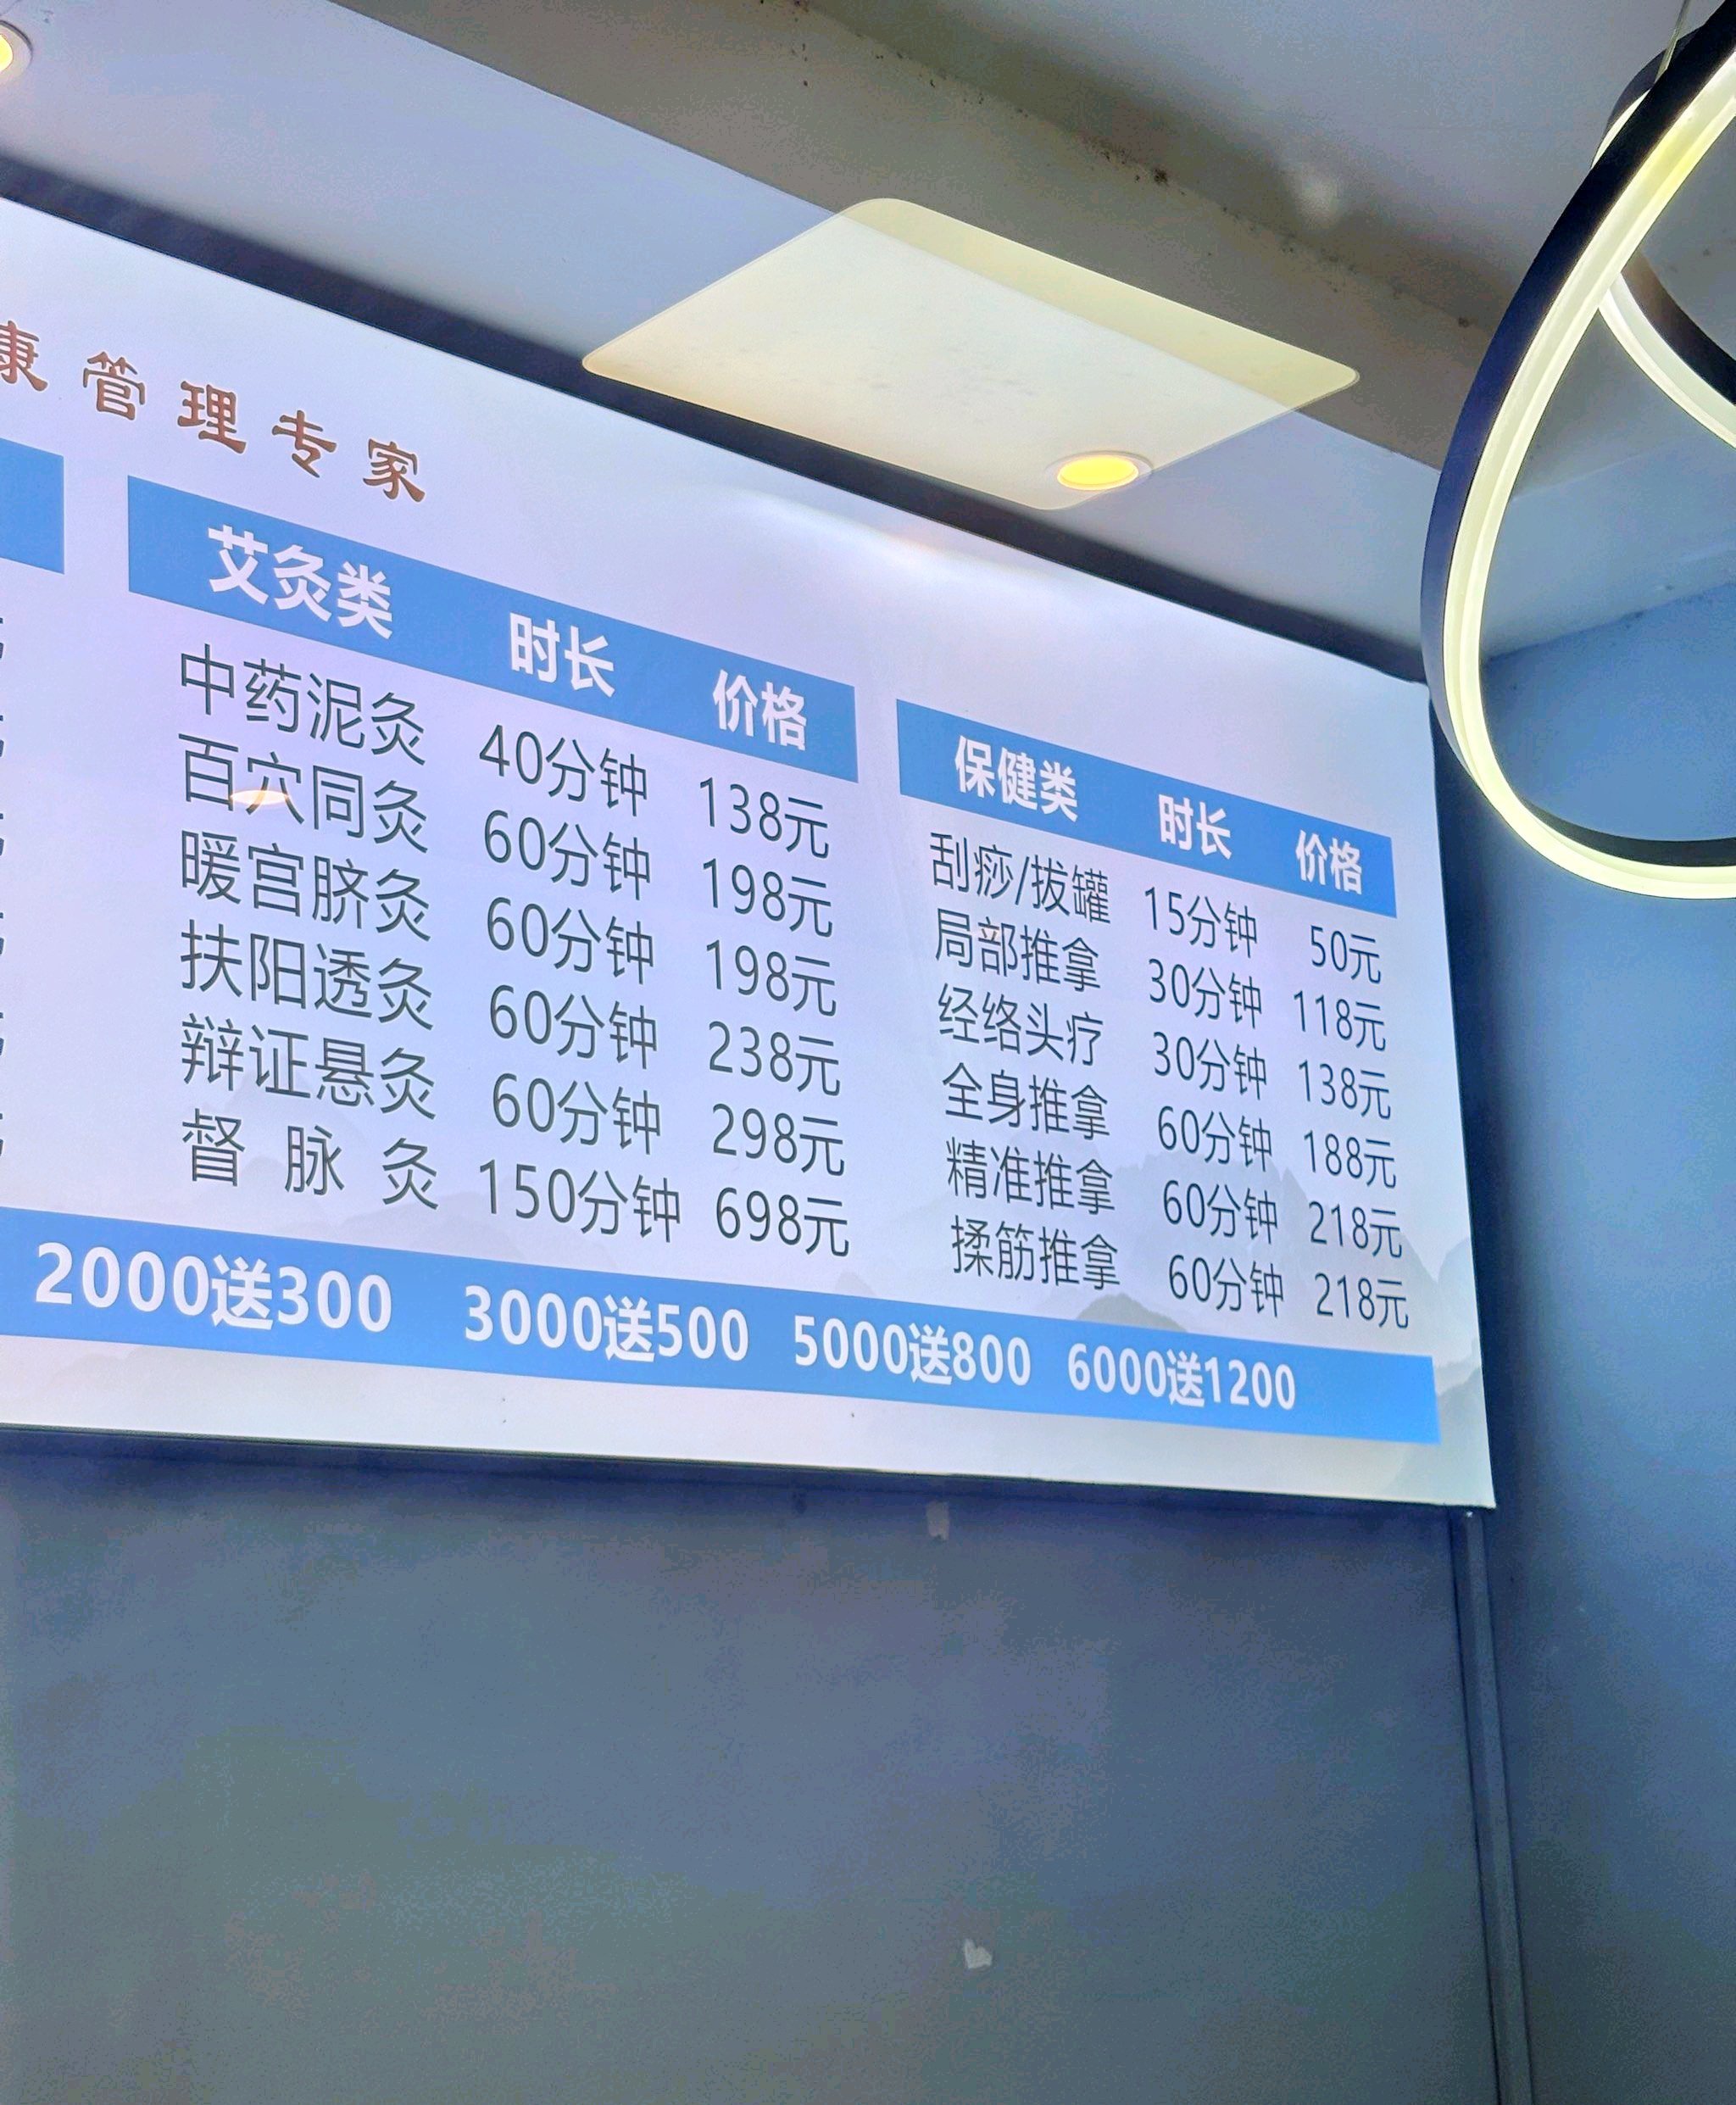 康管理专家
艾灸类 时长 价格
中药泥灸 40分钟 138元
百穴同灸 60分钟 198元
暖宫脐灸 60分钟 198元
扶阳透灸 60分钟 238元
辩证悬灸 60分钟 298元
督脉灸 150分钟 698元
保健类 时长 价格
刮痧/拔罐 15分钟 50元
局部推拿 30分钟 118元
经络头疗 30分钟 138元
全身推拿 60分钟 188元
精准推拿 60分钟 218元
揉筋推拿 60分钟 218元
2000送300 3000送500 5000送800 6000送1200